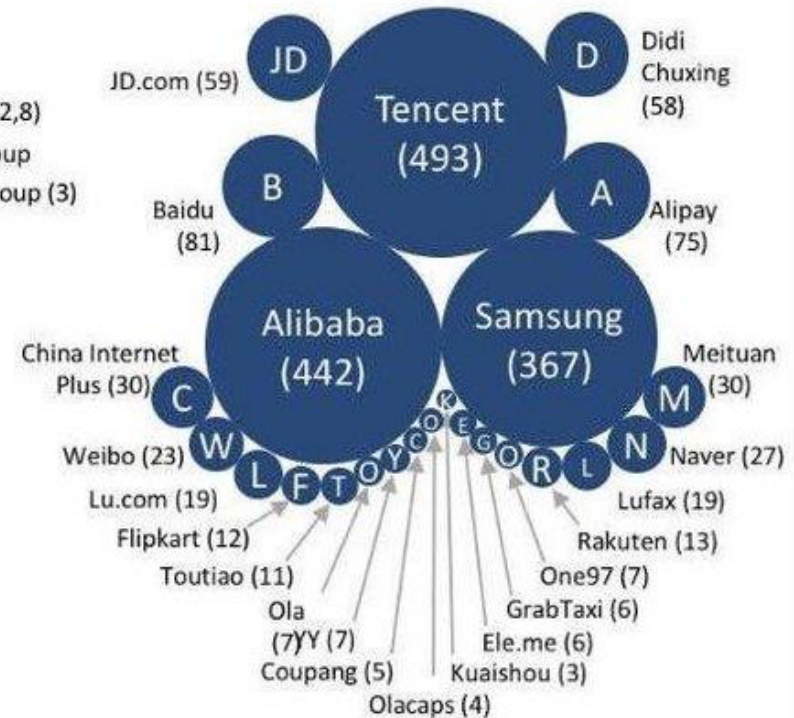 JD
D
Didi
Chuxing
(58)
JD.com (59)
Tencent
(493)
2,8)
oup
oup (3)
B
A
Baidu
(81)
Alipay
(75)
Alibaba
(442)
Samsung
(367)
China Internet
Plus (30)
Meituan
(30)
C
W
L
F
T
O
Y
C
O
K
E
G
O
R
L
N
M
Weibo (23)
Naver (27)
Lu.com (19)
Lufax (19)
Flipkart (12)
Rakuten (13)
Toutiao (11)
One97 (7)
Ola
(7)
GrabTaxi (6)
YY (7)
Ele.me (6)
Coupang (5)
Kuaishou (3)
Olacaps (4)